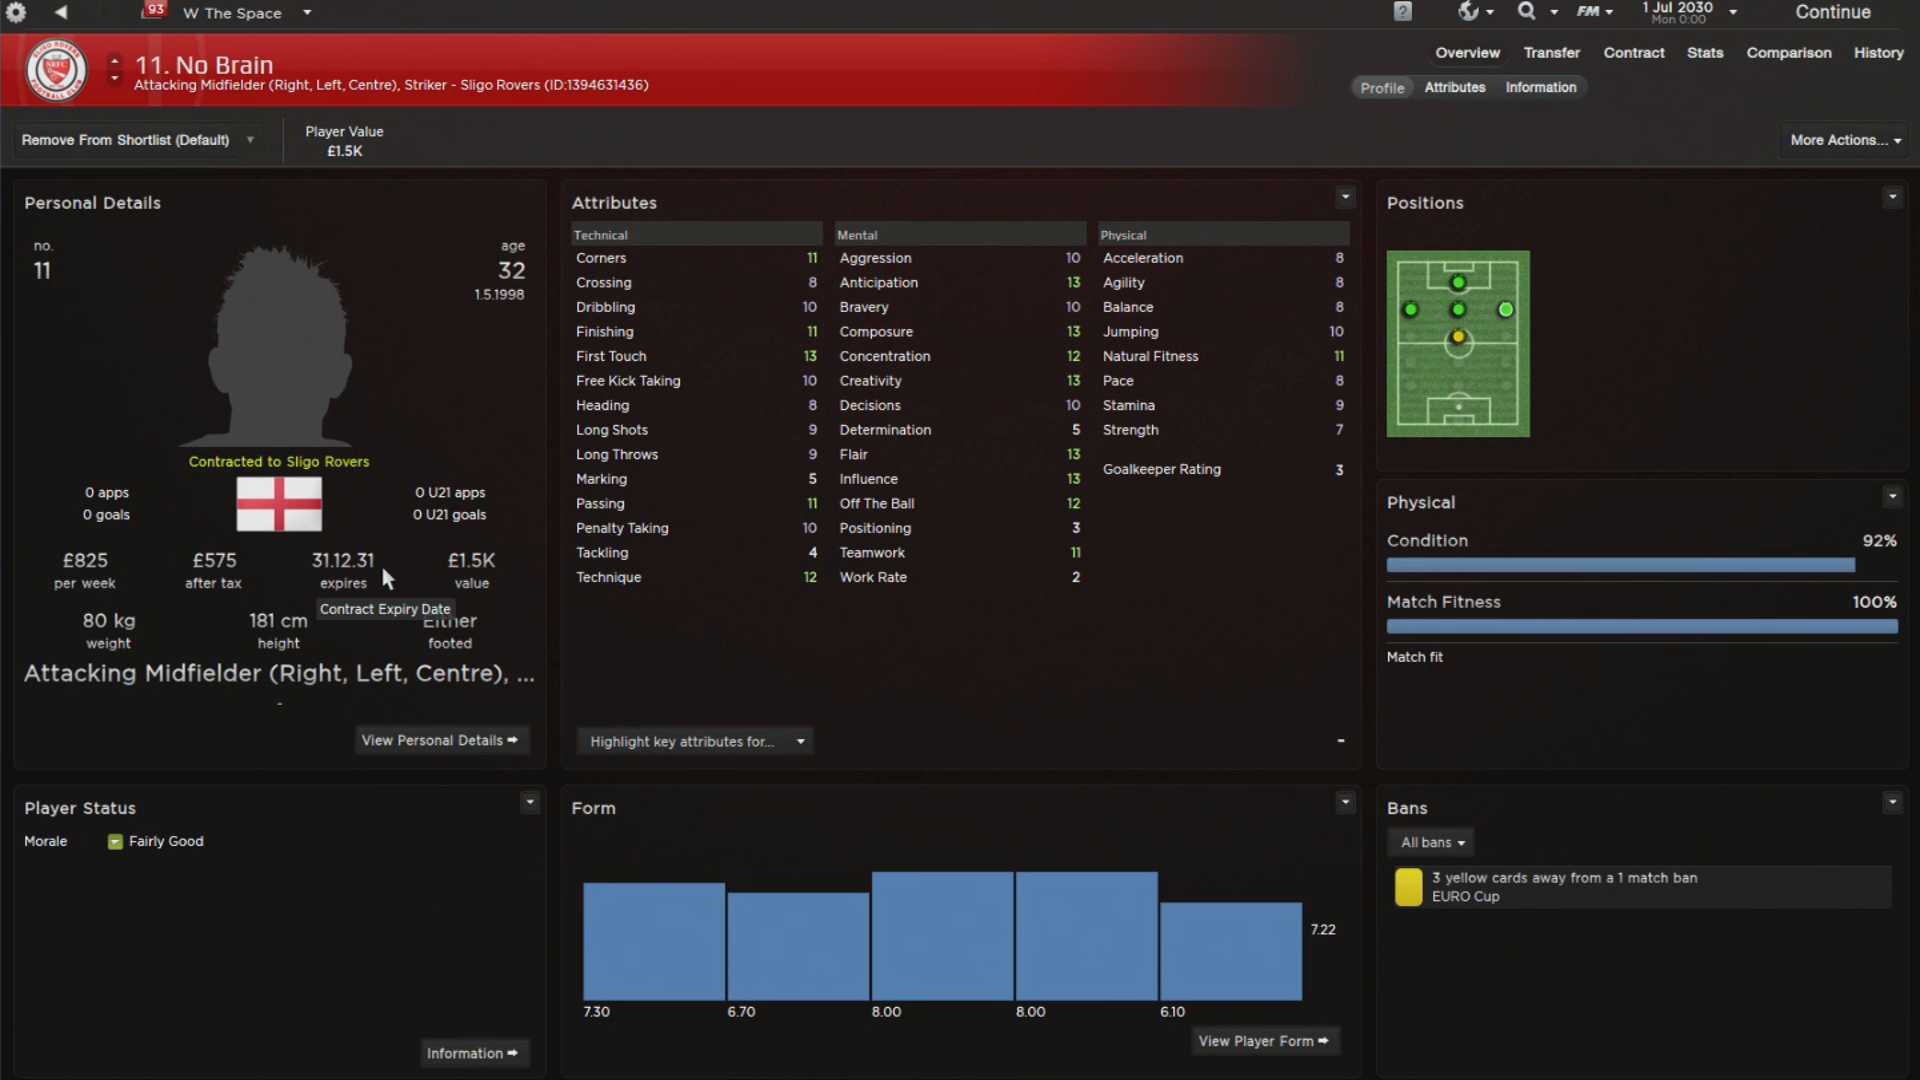 93 W The Space
1 Jul 2030
Mon 0:00
FM
Continue
11. No Brain
Attacking Midfielder (Right, Left, Centre), Striker - Sligo Rovers (ID:1394631436)
Overview Transfer Contract Stats Comparison History
Profile Attributes Information
Remove From Shortlist (Default)
Player Value
£1.5K
More Actions...
Personal Details
no.
11
age
32
1.5.1998
Contracted to Sligo Rovers
0 apps
0 goals
0 U21 apps
0 U21 goals
£825 £575 31.12.31 £1.5K
per week after tax expires value
Contract Expiry Date
80 kg 181 cm Either
weight height footed
Attacking Midfielder (Right, Left, Centre), ...
-
View Personal Details
Attributes
Technical Mental Physical
Corners 11 Aggression 10 Acceleration 8
Crossing 8 Anticipation 13 Agility 8
Dribbling 10 Bravery 10 Balance 8
Finishing 11 Composure 13 Jumping 10
First Touch 13 Concentration 12 Natural Fitness 11
Free Kick Taking 10 Creativity 13 Pace 8
Heading 8 Decisions 10 Stamina 9
Long Shots 9 Determination 5 Strength 7
Long Throws 9 Flair 13
Goalkeeper Rating 3
Marking 5 Influence 13
Passing 11 Off The Ball 12
Penalty Taking 10 Positioning 3
Tackling 4 Teamwork 11
Technique 12 Work Rate 2
Highlight key attributes for...
-
Positions
Physical
Condition 92%
Match Fitness 100%
Match fit
Player Status
Morale Fairly Good
Information
Form
7.22
7.30 6.70 8.00 8.00 6.10
View Player Form
Bans
All bans
3 yellow cards away from a 1 match ban
EURO Cup